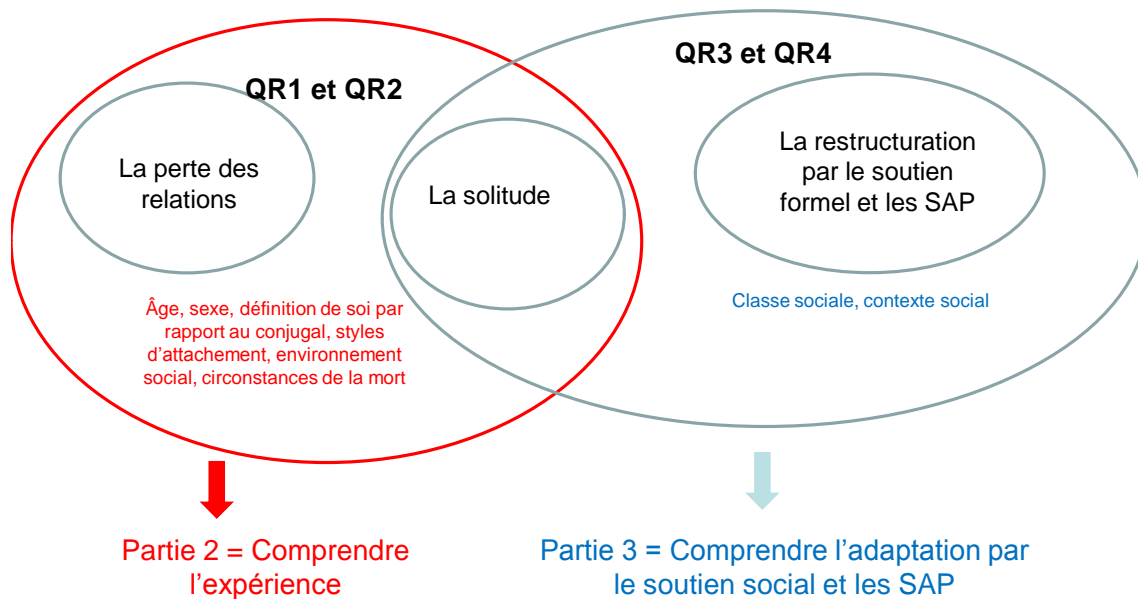 QR1 et QR2
La perte des
relations
La solitude
Âge, sexe, définition de soi par
rapport au conjugal, styles
d'attachement, environnement
social, circonstances de la mort
QR3 et QR4
La restructuration
par le soutien
formel et les SAP
Classe sociale, contexte social
Partie 2 = Comprendre
l'expérience
Partie 3 = Comprendre l'adaptation par
le soutien social et les SAP